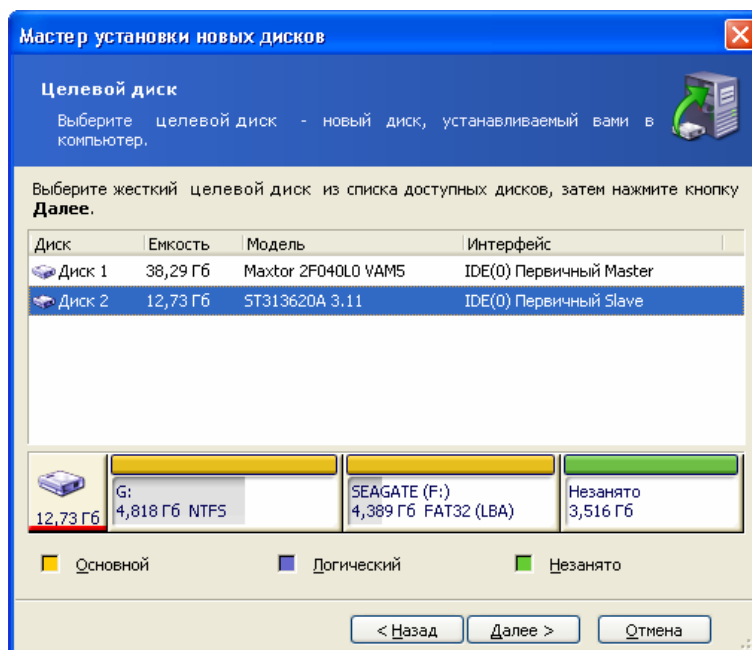 Мастер установки новых дисков
Целевой диск
Выберите целевой диск - новый диск, устанавливаемый вами в
компьютер.
Выберите жесткий целевой диск из списка доступных дисков, затем нажмите кнопку
Далее.
Диск Емкость Модель Интерфейс
Диск 1 38,29 Гб Maxtor 2F040L0 VAM5 IDE(0) Первичный Master
Диск 2 12,73 Гб ST313620A 3.11 IDE(0) Первичный Slave
G: SEAGATE (F:) Незанято
12,73 Гб 4,818 Гб NTFS 4,389 Гб FAT32 (LBA) 3,516 Гб
Основной Логический Незанято
< Назад Далее > Отмена